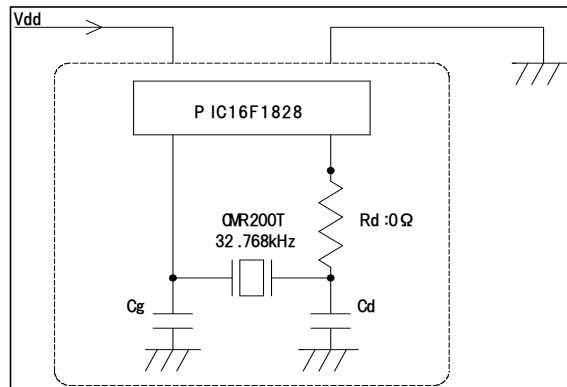 Vdd
PIC16F1828
CMR200T
32.768kHz
Rd:0Ω
Cg
Cd